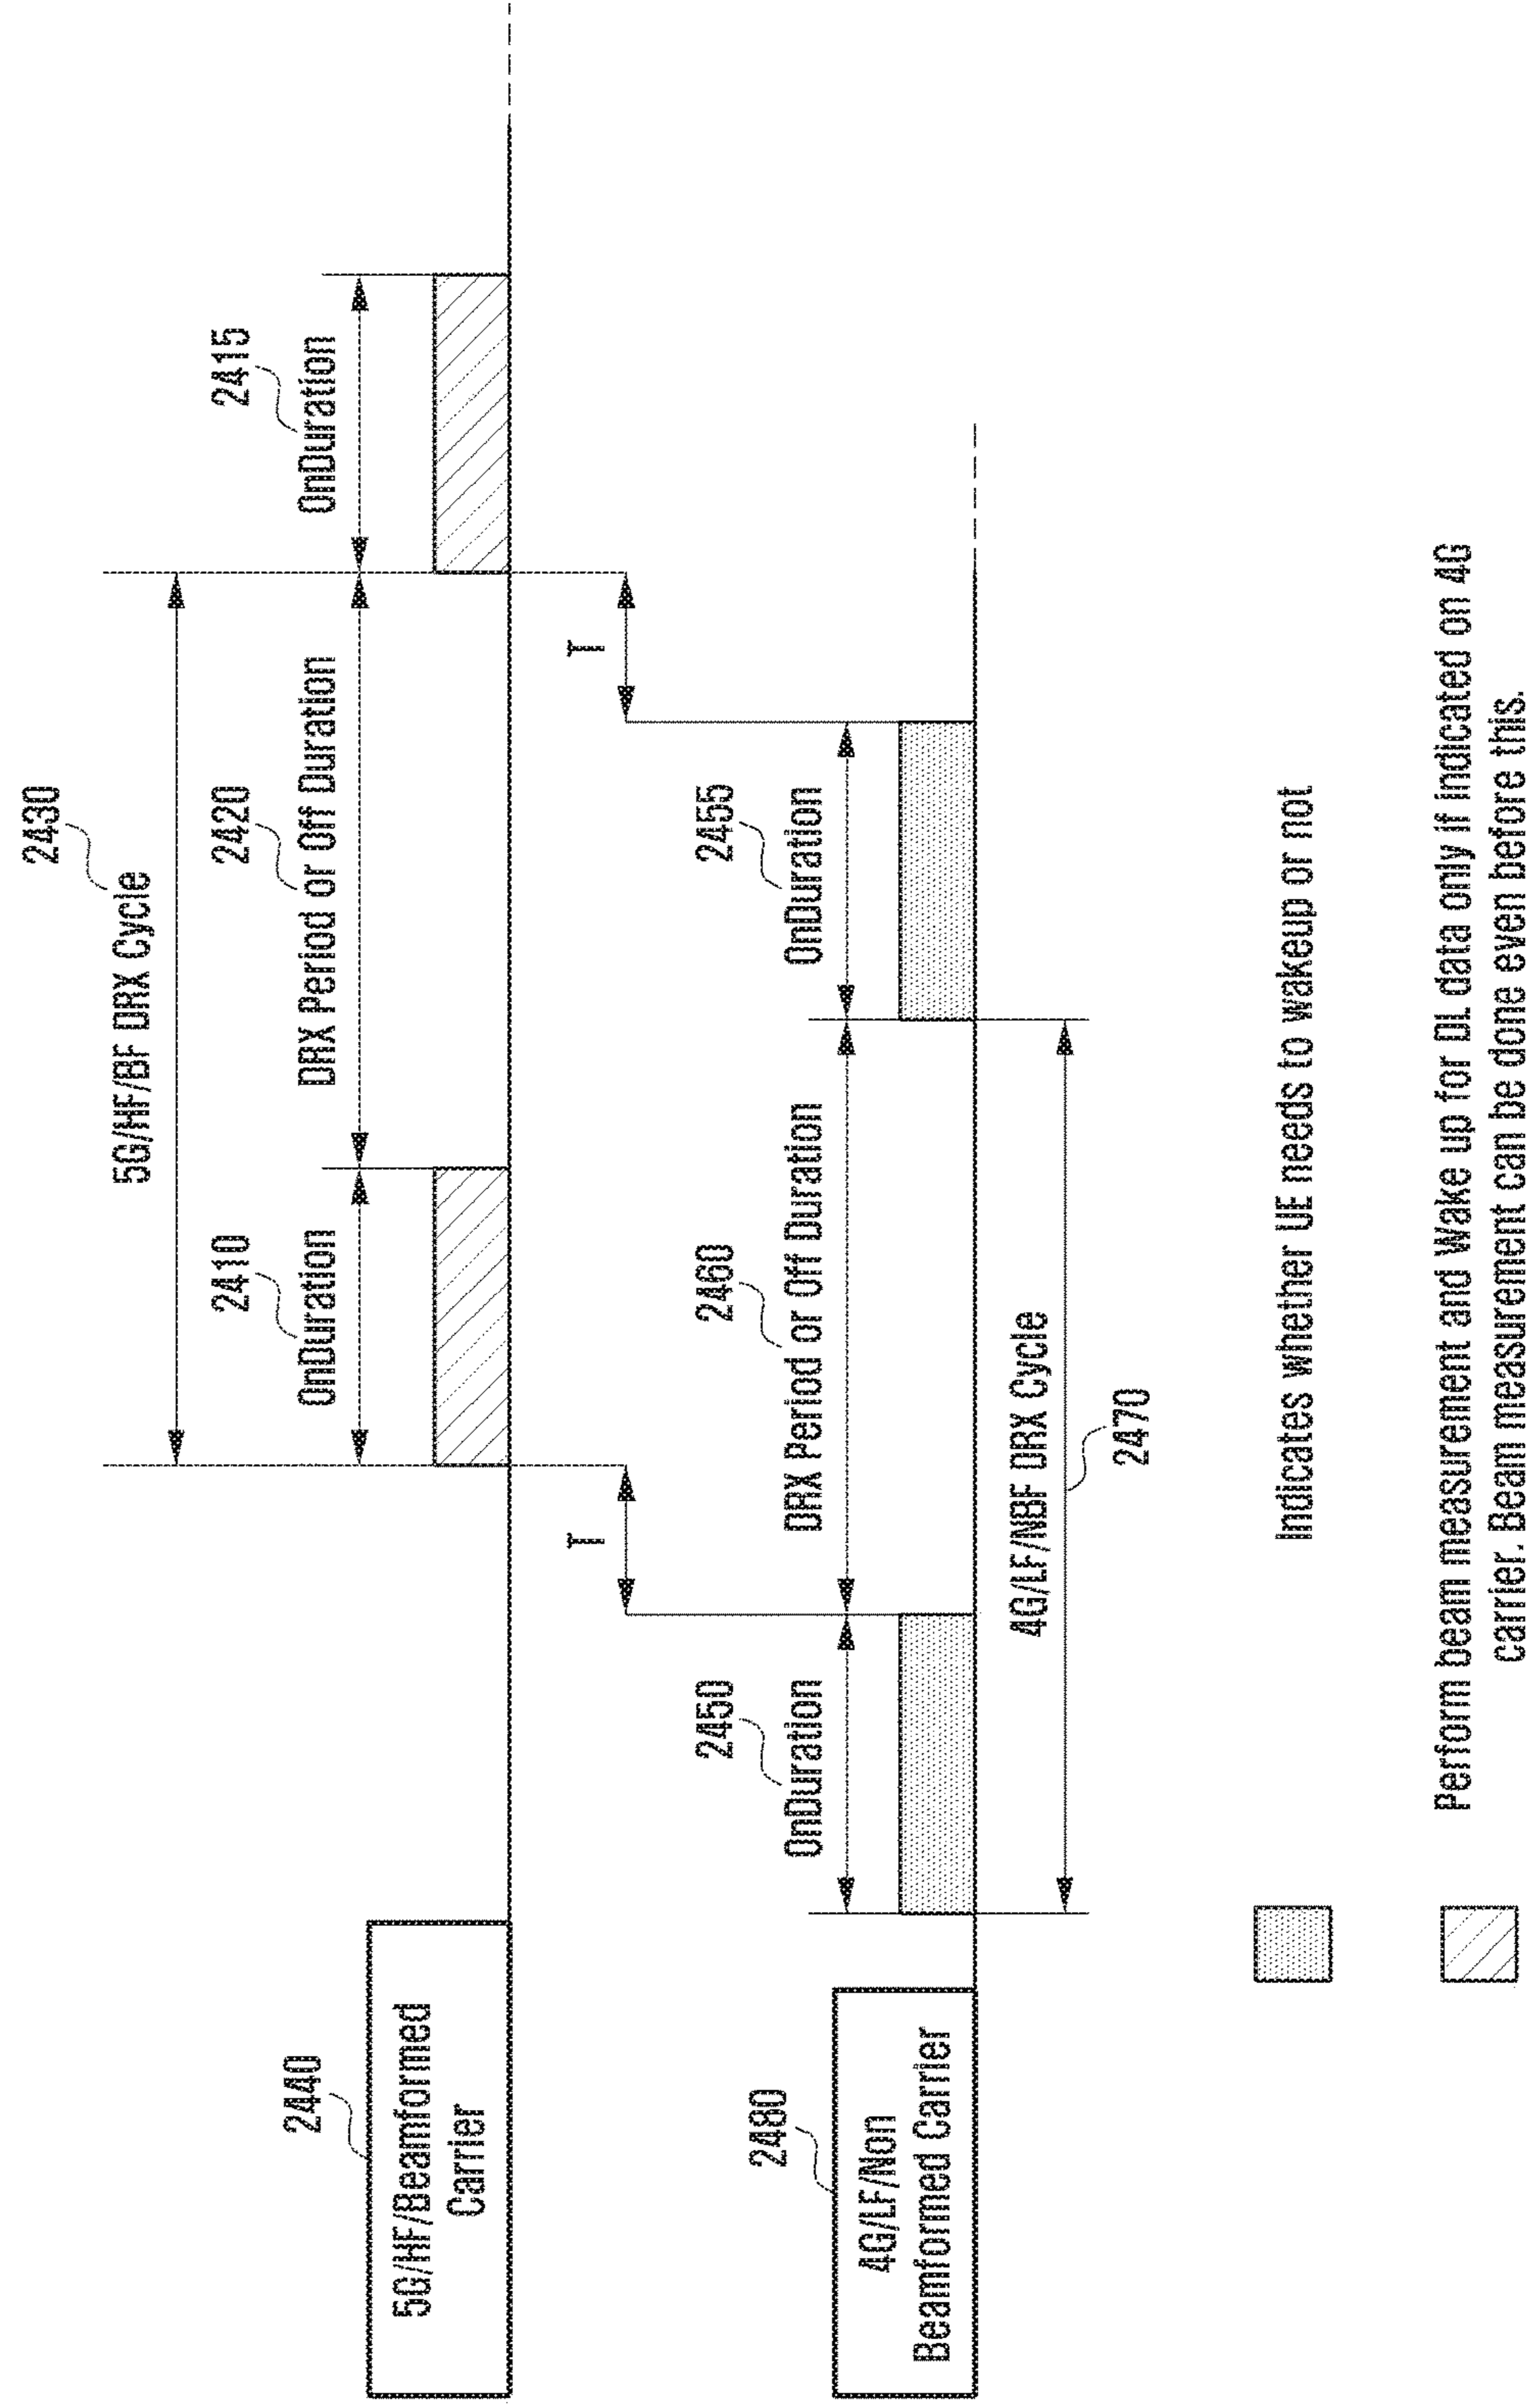 2430
5G/HF/BF DRX Cycle
2410
2420
2415
OnDuration
DRX Period or Off Duration
OnDuration
2440
5G/HF/Beamformed
Carrier
T
T
2450
2460
2455
OnDuration
DRX Period or Off Duration
OnDuration
2480
4G/LF/Non
Beamformed Carrier
4G/LF/NBF DRX Cycle
2470
Indicates whether UE needs to wakeup or not
Perform beam measurement and Wake up for DL data only if indicated on 4G
carrier. Beam measurement can be done even before this.